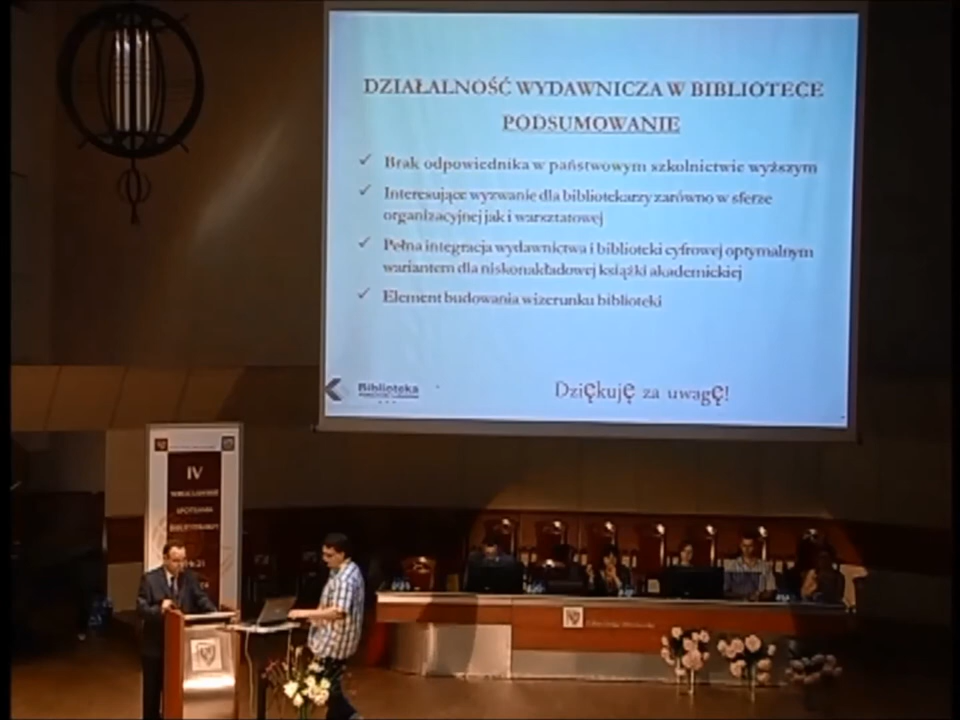 DZIAŁALNOŚĆ WYDAWNICZA W BIBLIOTECE
PODSUMOWANIE
✓ Brak odpowiednika w państwowym szkolnictwie wyższym
✓ Interesujące wyzwanie dla bibliotekarzy zarówno w sferze
organizacyjnej jak i warsztatowej
✓ Pełna integracja wydawnictwa i biblioteki cyfrowej optymalnym
wariantem dla niskonakładowej książki akademickiej
✓ Element budowania wizerunku biblioteki
Biblioteka
Dziękuję za uwagę!
IV
SPOTKANIA